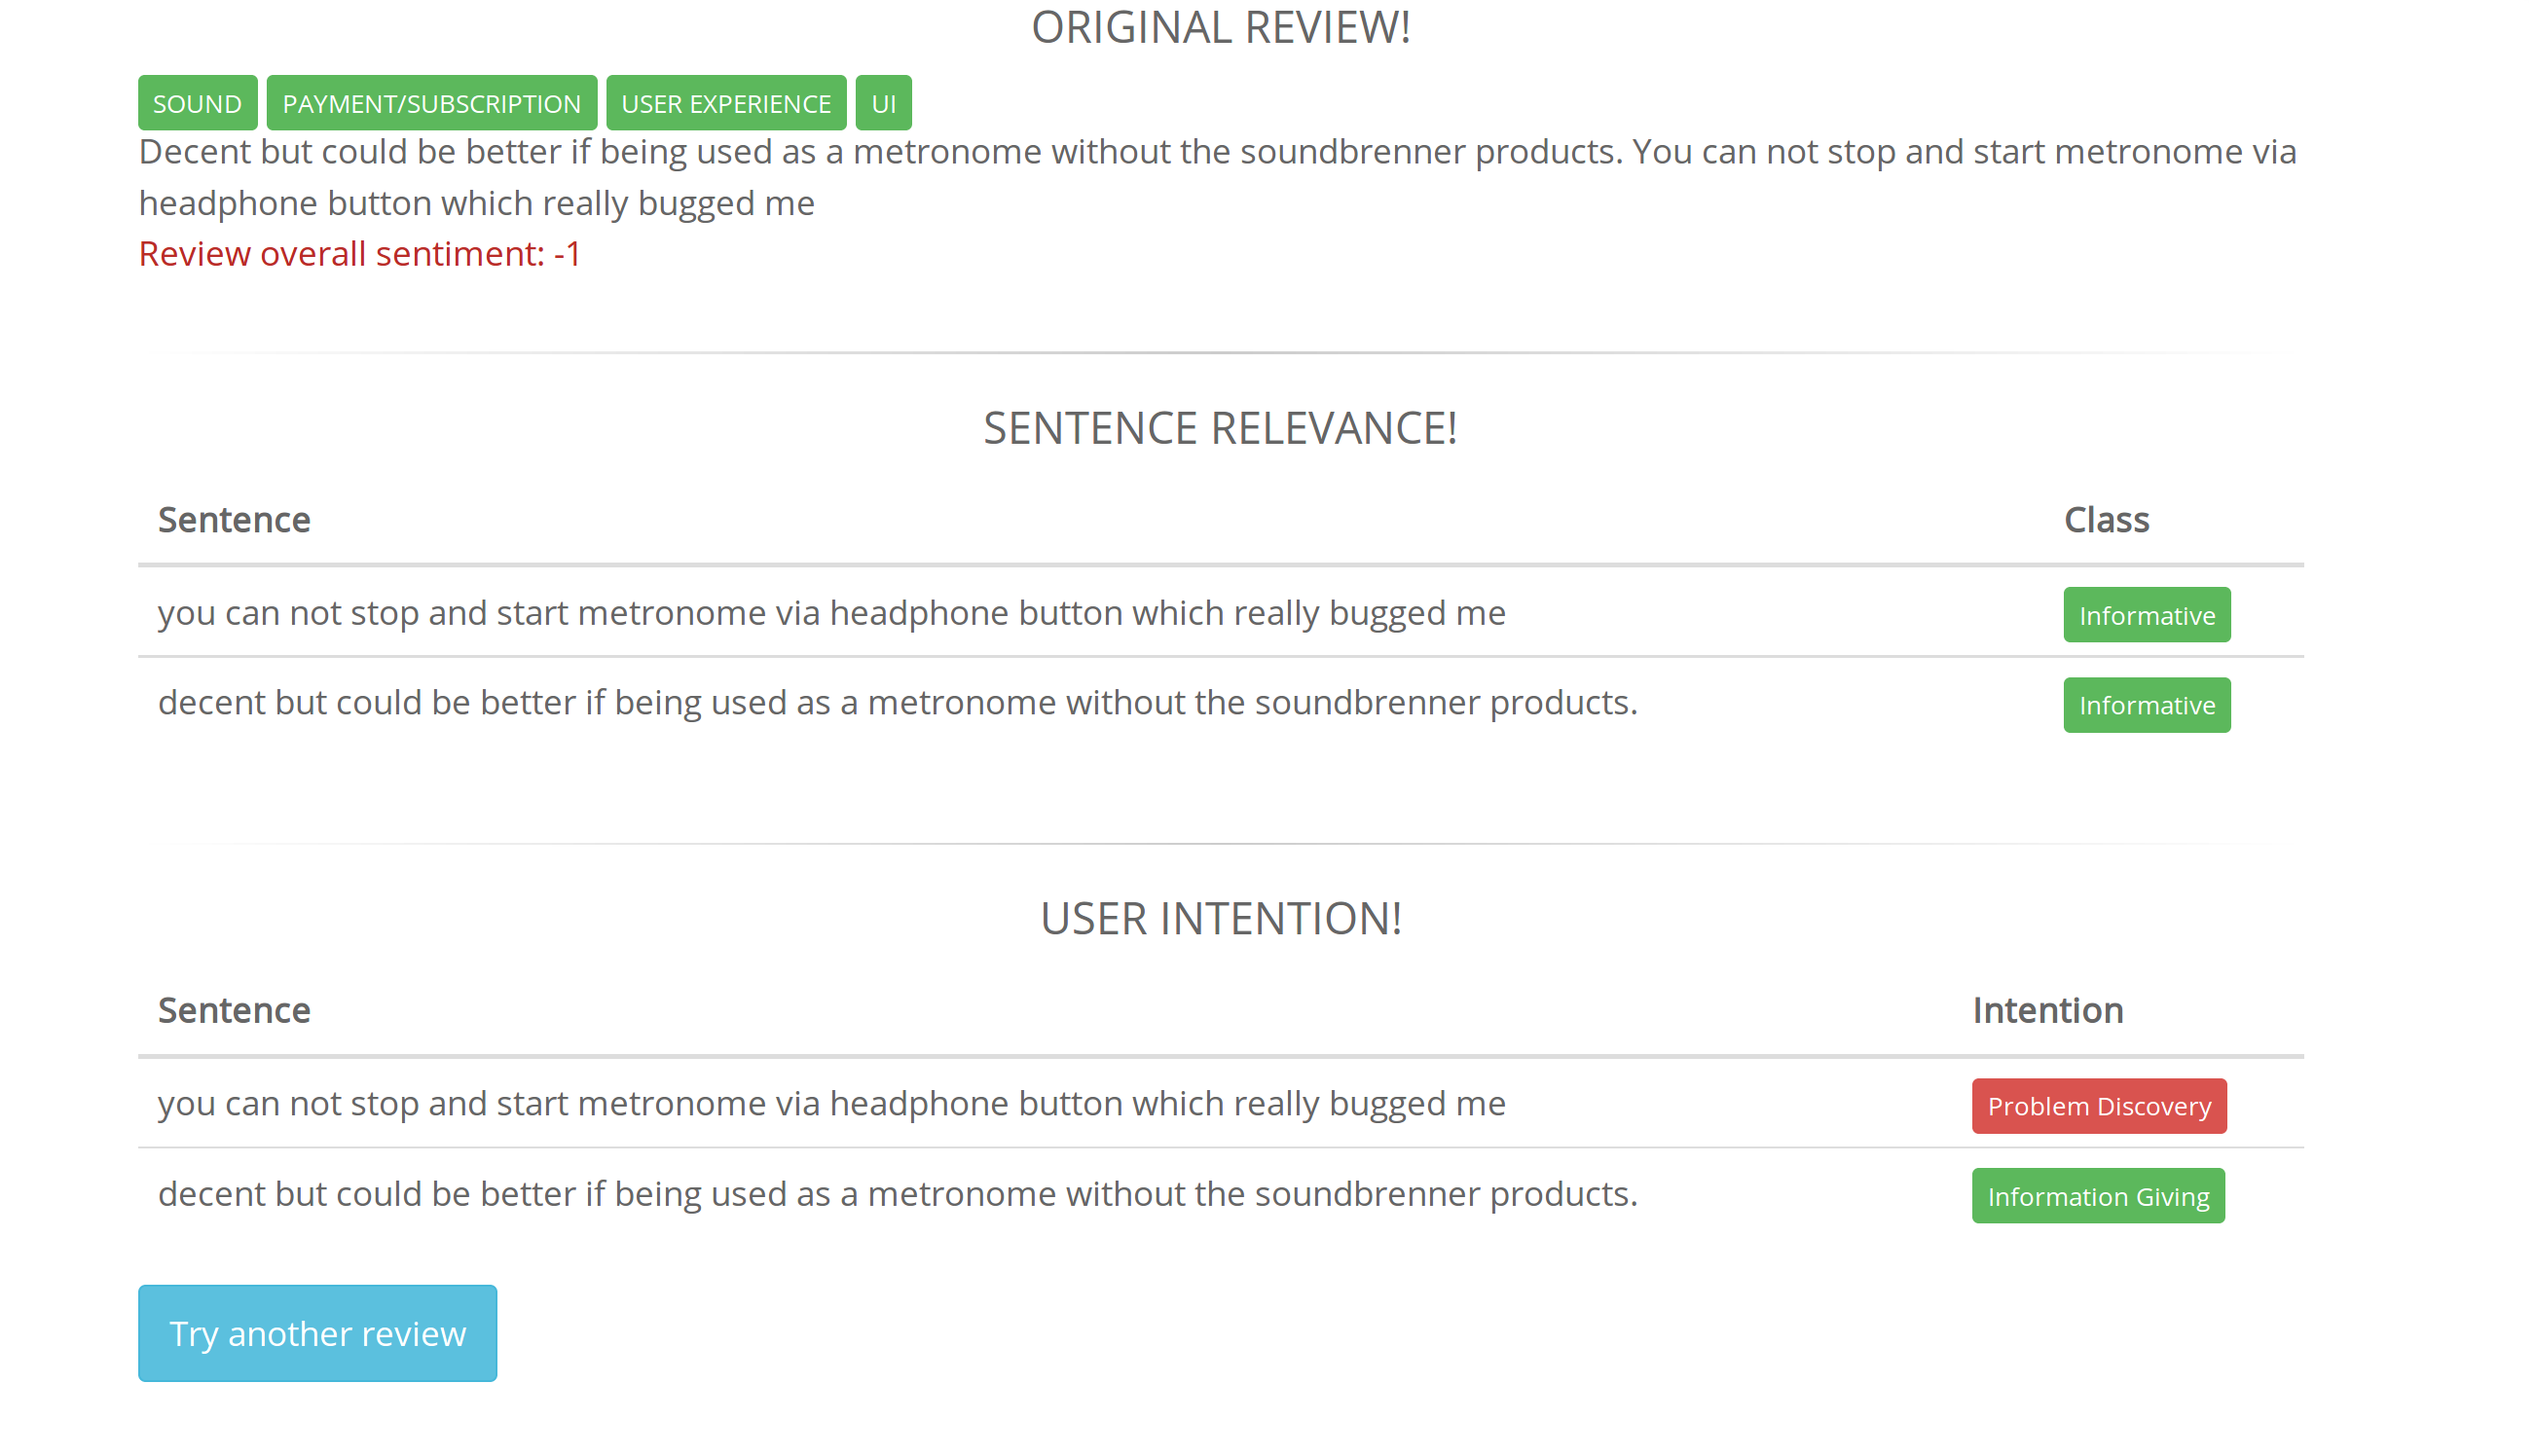 ORIGINAL REVIEW!
SOUND PAYMENT/SUBSCRIPTION USER EXPERIENCE UI
Decent but could be better if being used as a metronome without the soundbrenner products. You can not stop and start metronome via
headphone button which really bugged me
Review overall sentiment: -1
SENTENCE RELEVANCE!
Sentence Class
you can not stop and start metronome via headphone button which really bugged me Informative
decent but could be better if being used as a metronome without the soundbrenner products. Informative
USER INTENTION!
Sentence Intention
you can not stop and start metronome via headphone button which really bugged me Problem Discovery
decent but could be better if being used as a metronome without the soundbrenner products. Information Giving
Try another review